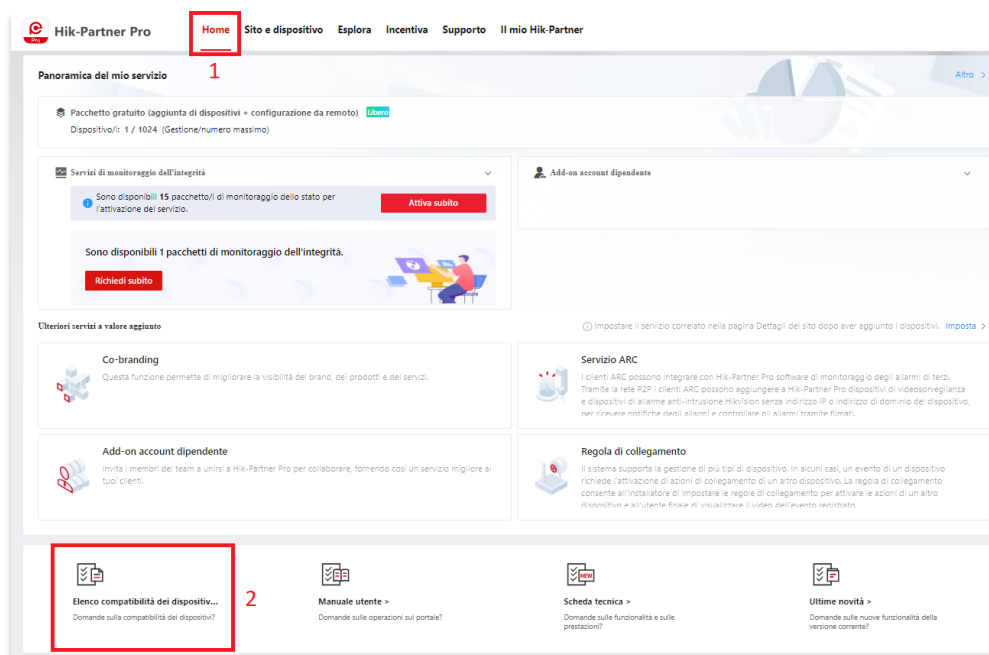 Pro
Hik-Partner Pro
Home
Sito e dispositivo
Esplora
Incentiva
Supporto
Il mio Hik-Partner
1
Panoramica del mio servizio
Altro >
Pacchetto gratuito (aggiunta di dispositivi + configurazione da remoto) Libero
Dispositivo/i: 1 / 1024 (Gestione/numero massimo)
Servizi di monitoraggio dell'integrità
Sono disponibili 15 pacchetto/i di monitoraggio dello stato per
l'attivazione del servizio.
Attiva subito
Sono disponibili 1 pacchetti di monitoraggio dell'integrità.
Richiedi subito
Add-on account dipendente
Ulteriori servizi a valore aggiunto
Impostare il servizio correlato nella pagina Dettagli del sito dopo aver aggiunto i dispositivi. Imposta >
Co-branding
Questa funzione permette di migliorare la visibilità dei brand, dei prodotti e dei servizi.
Servizio ARC
I clienti ARC possono integrare con Hik-Partner Pro software di monitoraggio degli allarmi di terzi.
Tramite la rete P2P i clienti ARC possono aggiungere a Hik-Partner Pro dispositivi di videosorveglianza
e dispositivi di allarme anti-intrusione Hikvision senza indirizzo IP o indirizzo di dominio del dispositivo,
per ricevere notifiche degli allarmi e controllare gli allarmi tramite filmati.
Add-on account dipendente
Invita i membri del team a unirsi a Hik-Partner Pro per collaborare, fornendo così un servizio migliore ai
tuoi clienti.
Regola di collegamento
Il sistema supporta la gestione di più tipi di dispositivo. In alcuni casi, un evento di un dispositivo
richiede l'attivazione di azioni di collegamento di un altro dispositivo. La regola di collegamento
consente all'installatore di impostare le regole di collegamento per attivare le azioni di un altro
dispositivo e all'utente finale di visualizzare il video dell'evento registrato.
Elenco compatibilità dei dispositiv...
Domande sulla compatibilità dei dispositivi?
2
Manuale utente >
Domande sulle operazioni sul portale?
NEW
Scheda tecnica >
Domande sulle funzionalità e sulle
prestazioni?
Ultime novità >
Domande sulle nuove funzionalità della
versione corrente?